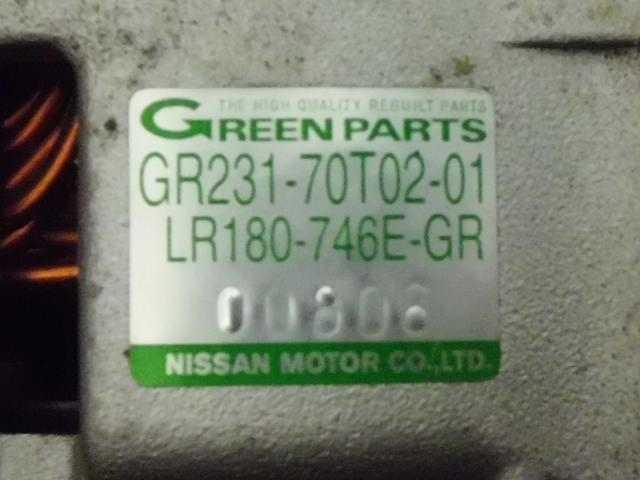 THE HIGH QUALITY REBUILT PARTS
GREEN PARTS
GR231-70T02-01
LR180-746E-GR
NISSAN MOTOR CO.,LTD.